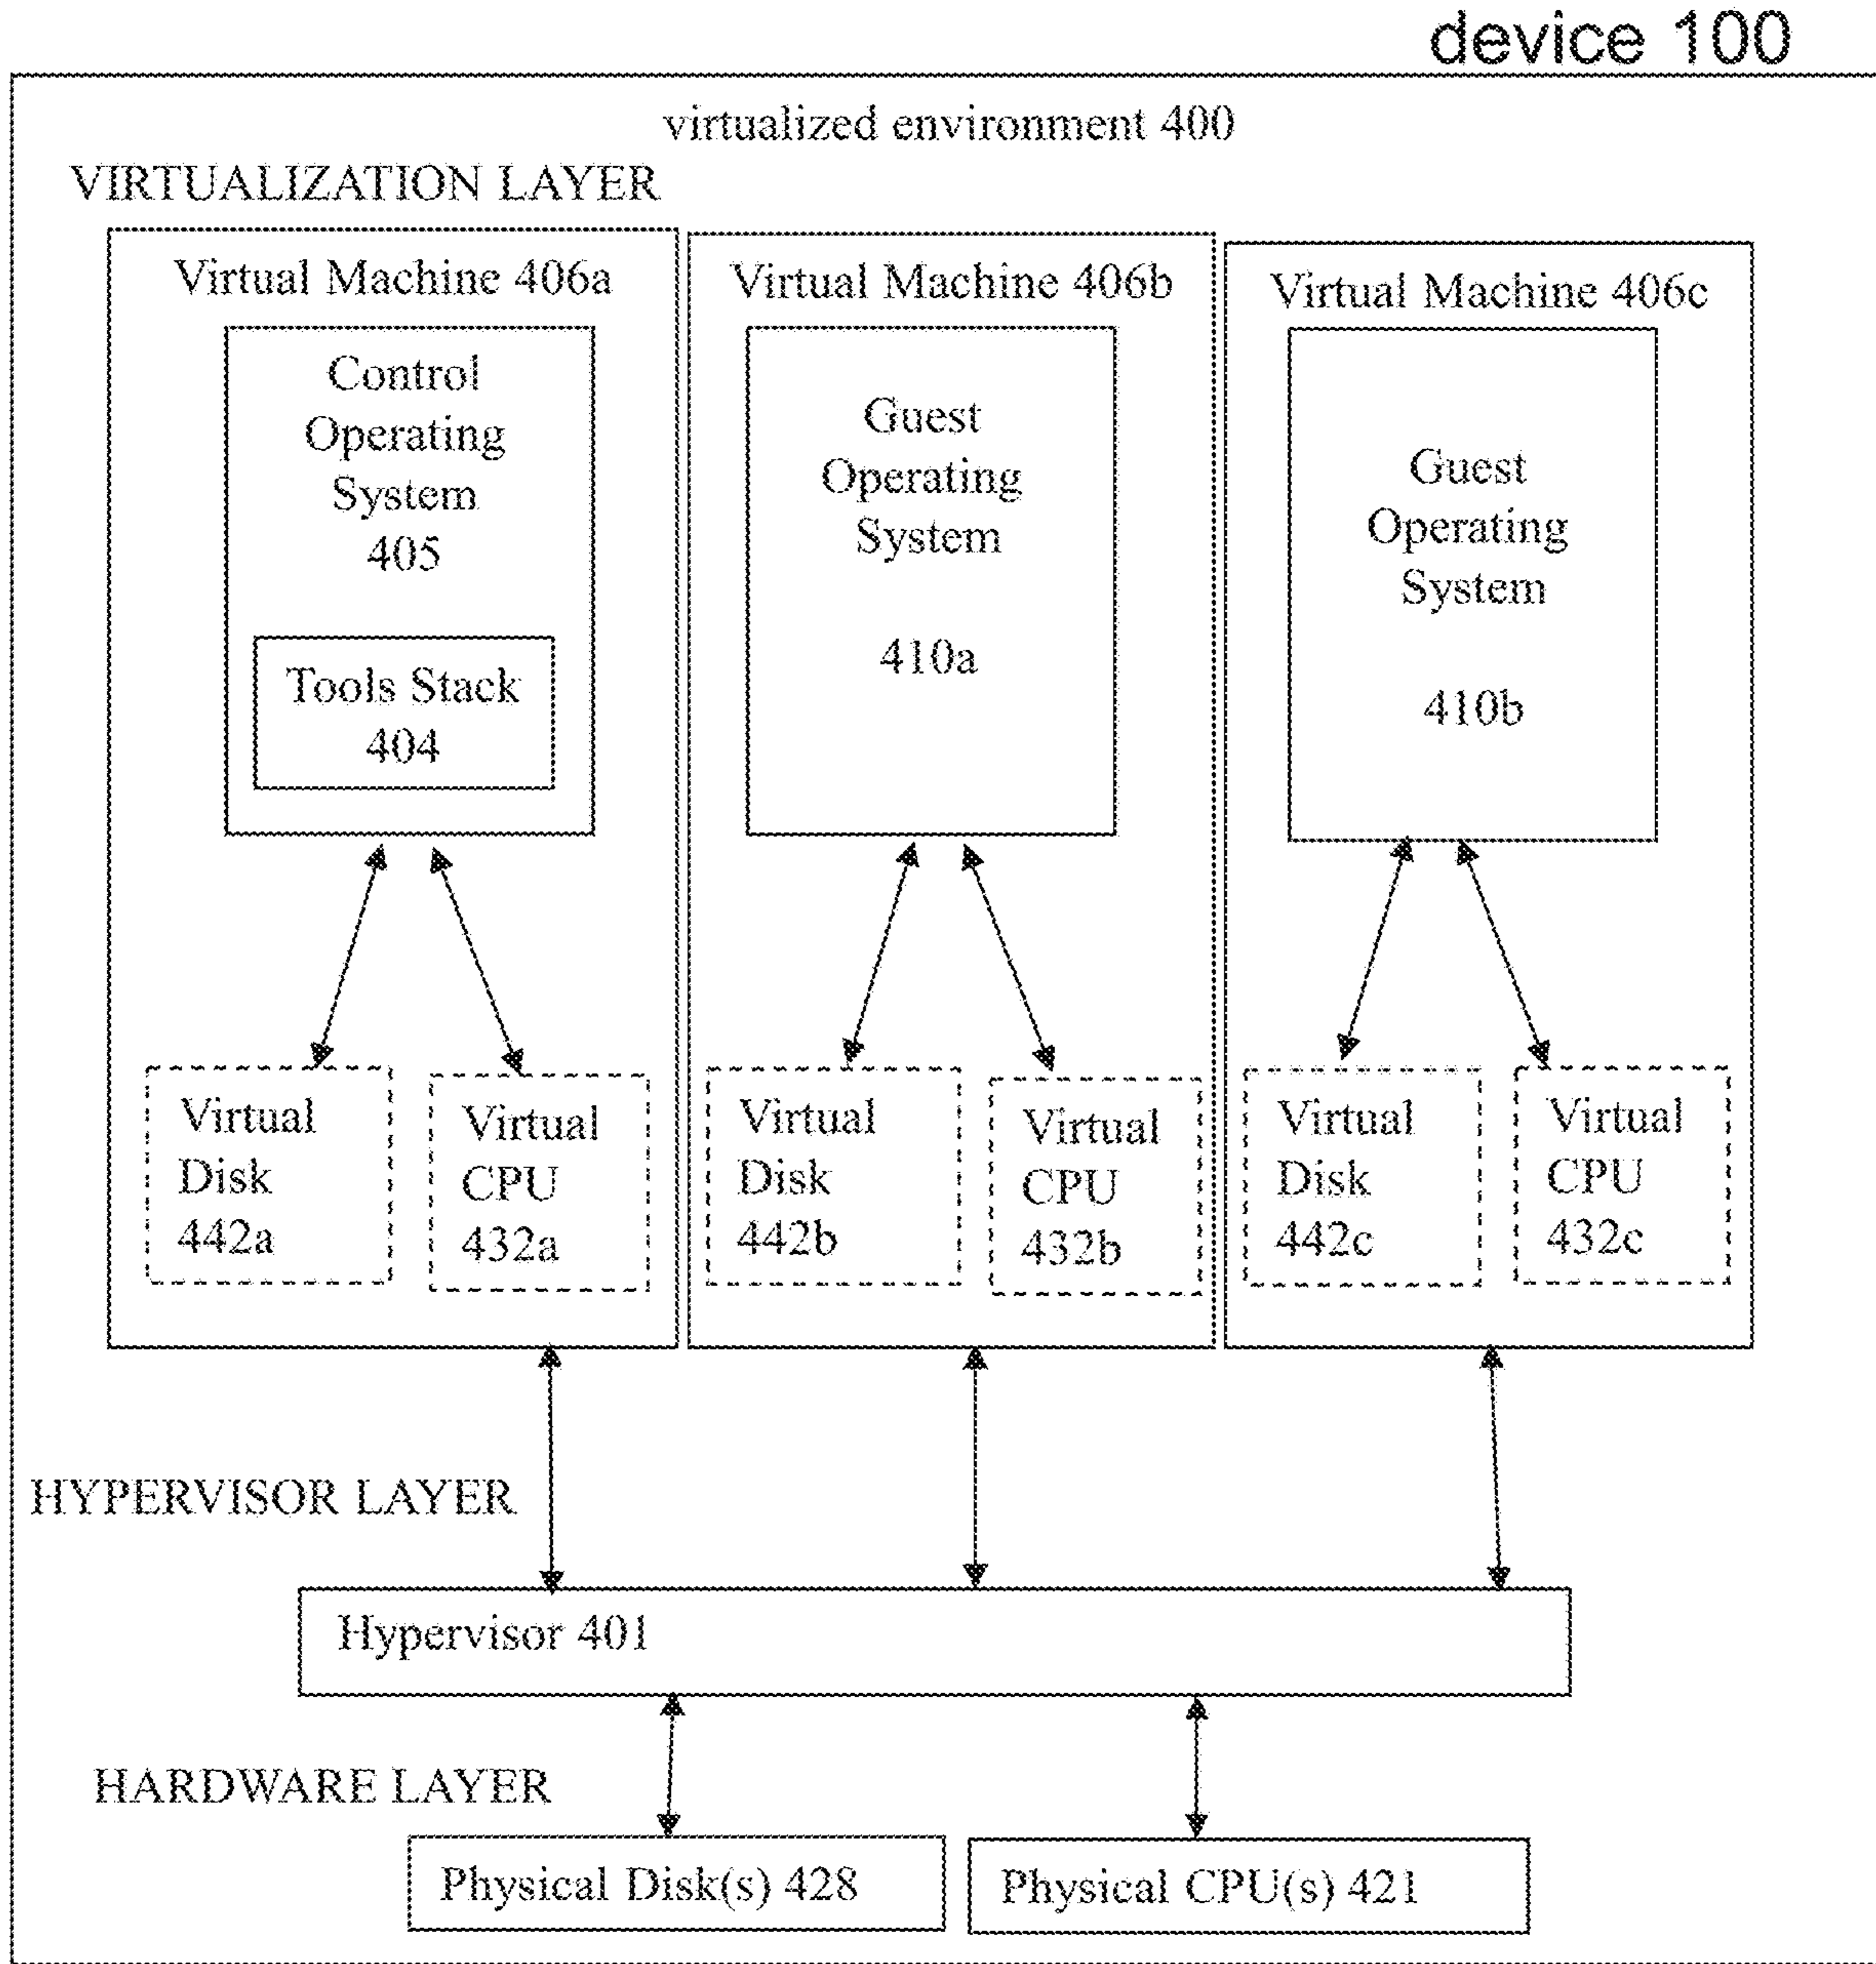 device 100
virtualized environment 400
VIRTUALIZATION LAYER
Virtual Machine 406a
Control
Operating
System
405
Tools Stack
404
Virtual
Disk
442a
Virtual
CPU
432a
Virtual Machine 406b
Guest
Operating
System
410a
Virtual
Disk
442b
Virtual
CPU
432b
Virtual Machine 406c
Guest
Operating
System
410b
Virtual
Disk
442c
Virtual
CPU
432c
HYPERVISOR LAYER
Hypervisor 401
HARDWARE LAYER
Physical Disk(s) 428
Physical CPU(s) 421